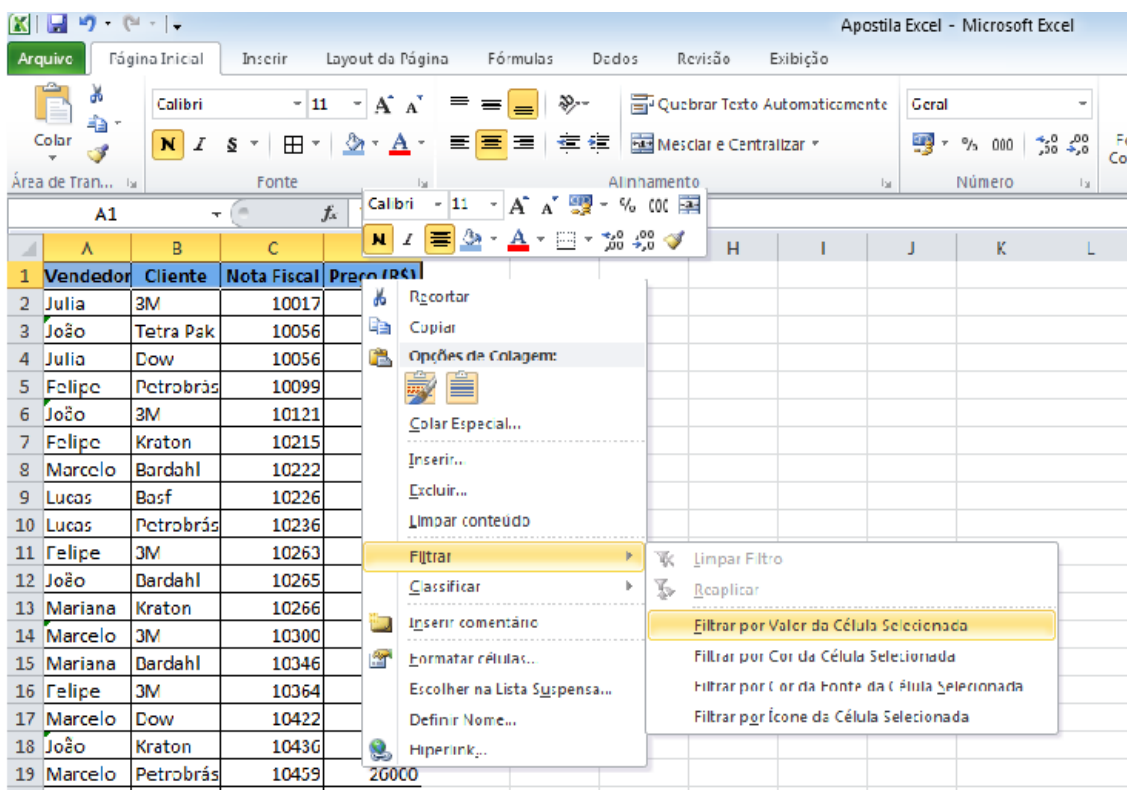 Apostila Excel - Microsoft Excel
Arquivo Página Inicial Inserir Layout da Página Fórmulas Dados Revisão Exibição
Calibri 11 Quebrar Texto Automaticamente Geral
Colar N I S Mesclar e Centralizar % 000
Área de Tran... Fonte Alinhamento Número
A1 fx Calibri 11 % 000
N I
A B C H I J K L
1 Vendedor Cliente Nota Fiscal Preço (R$)
2 Julia 3M 10017
3 João Tetra Pak 10056
4 Julia Dow 10056
5 Felipe Petrobrás 10099
6 João 3M 10121
7 Felipe Kraton 10215
8 Marcelo Bardahl 10222
9 Lucas Basf 10226
10 Lucas Petrobrás 10236
11 Felipe 3M 10263
12 João Bardahl 10265
13 Mariana Kraton 10266
14 Marcelo 3M 10300
15 Mariana Bardahl 10346
16 Felipe 3M 10364
17 Marcelo Dow 10422
18 João Kraton 10436
19 Marcelo Petrobrás 10459 26000
Recortar
Copiar
Opções de Colagem:
Colar Especial...
Inserir...
Excluir...
Limpar conteúdo
Filtrar
Classificar
Inserir comentário
Formatar células...
Escolher na Lista Suspensa...
Definir Nome...
Hiperlink...
Limpar Filtro
Reaplicar
Filtrar por Valor da Célula Selecionada
Filtrar por Cor da Célula Selecionada
Filtrar por Cor da Fonte da Célula Selecionada
Filtrar por Ícone da Célula Selecionada